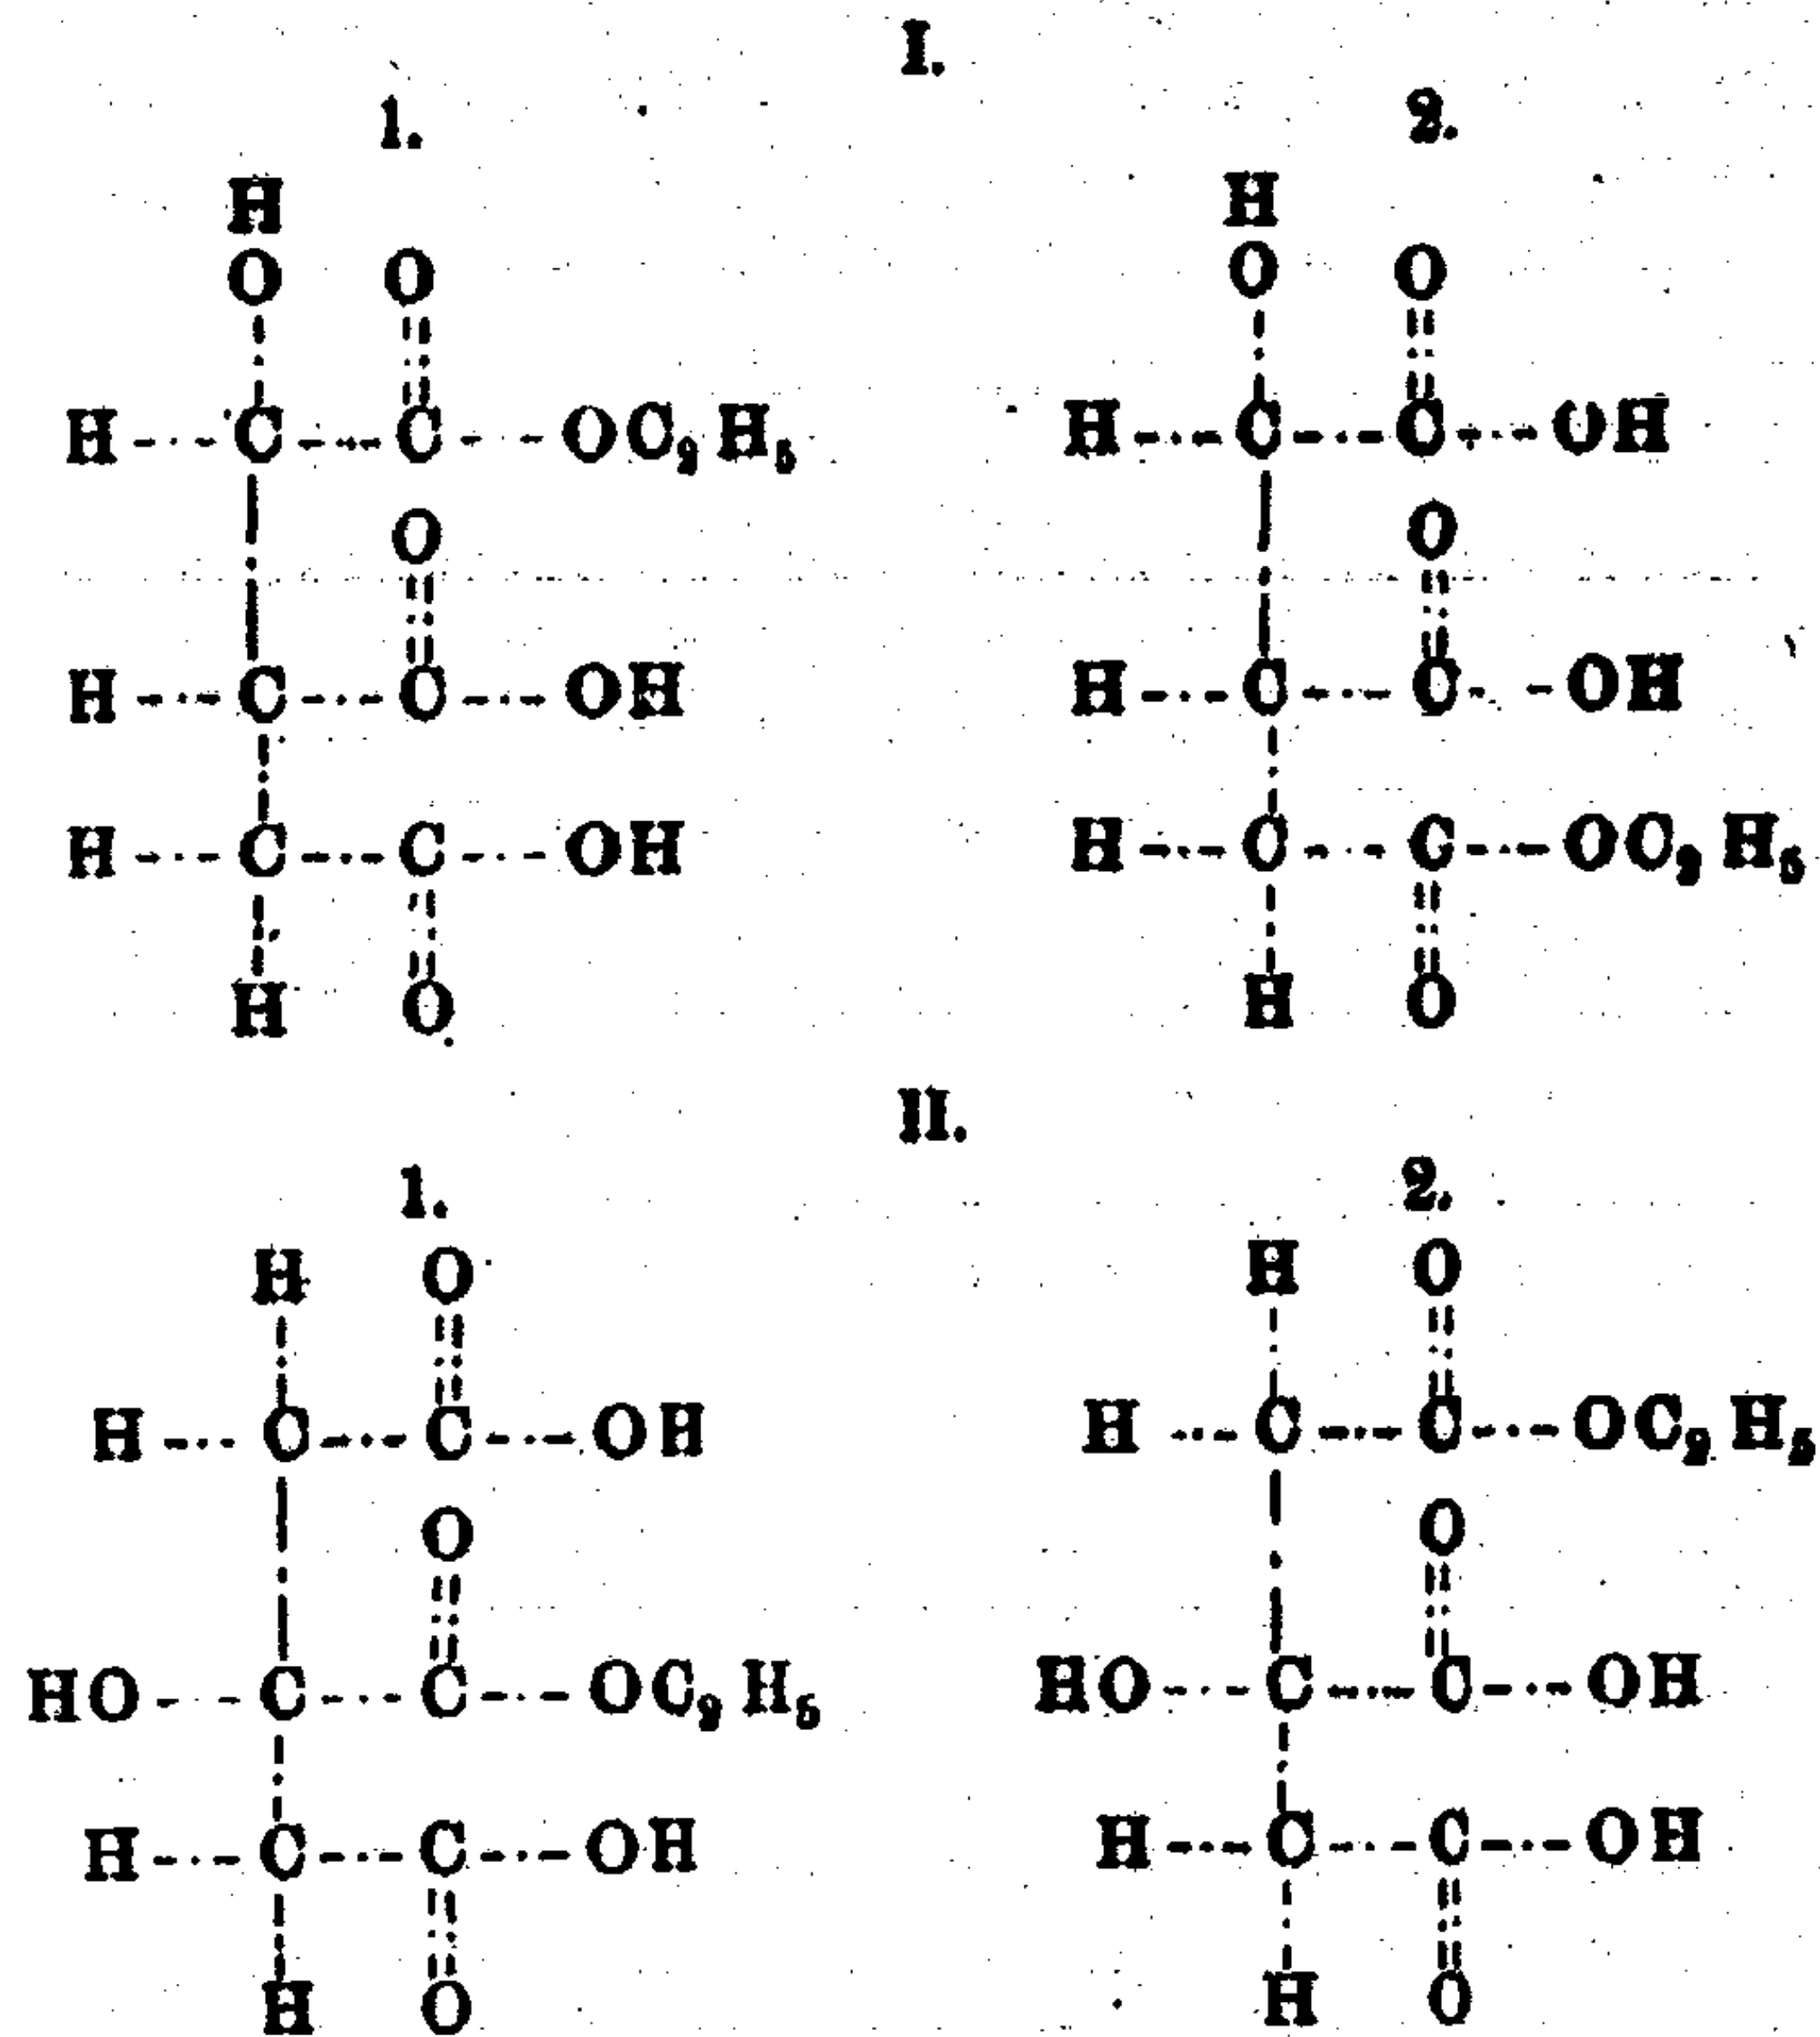 I.
1. 2.
H H
O O O O
H C C OC₂H₅ H C C OH
O O
H C C OH H C C OH
H C C OH H C C OC₂H₅
H O H O
II.
1. 2.
H O H O
H C C OH H C C OC₂H₅
O O
HO C C OC₂H₅ HO C C OH
H C C OH H C C OH
H O H O